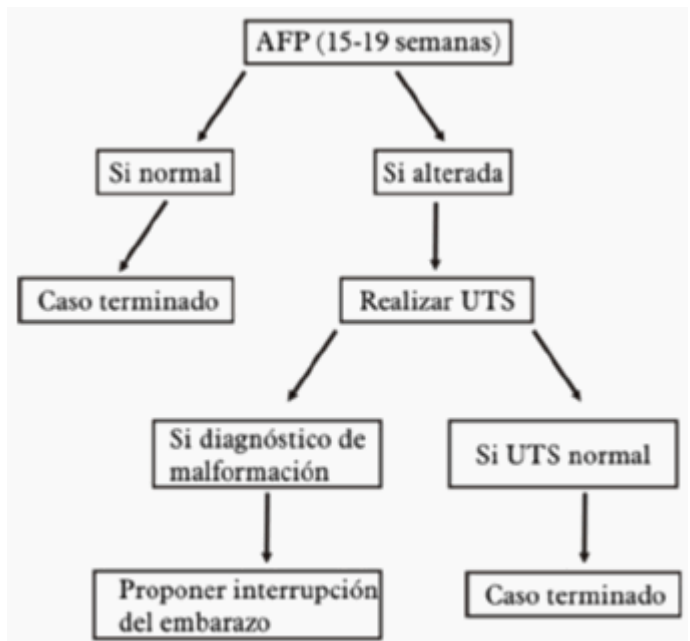 AFP (15-19 semanas)
Si normal
Si alterada
Caso terminado
Realizar UTS
Si diagnóstico de
malformación
Si UTS normal
Proponer interrupción
del embarazo
Caso terminado